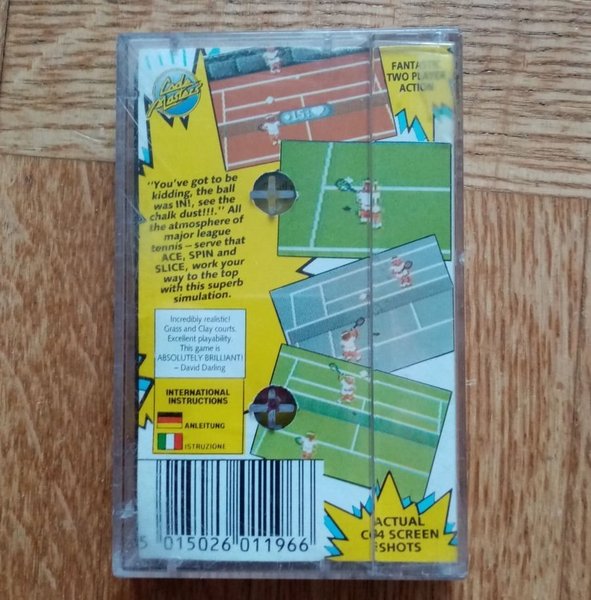 Code
Masters
FANTASTIC
TWO PLAYER
ACTION
15
"You've got to be
kidding, the ball
was IN!, see the
chalk dust!!!." All
the atmosphere of
major league
tennis – serve that
ACE, SPIN and
SLICE, work your
way to the top
with this superb
simulation.
Incredibly realistic!
Grass and Clay courts.
Excellent playability.
This game is
ABSOLUTELY BRILLIANT!
– David Darling
INTERNATIONAL
INSTRUCTIONS
ANLEITUNG
ISTRUZIONE
5 015026 011966
ACTUAL
C64 SCREEN
SHOTS